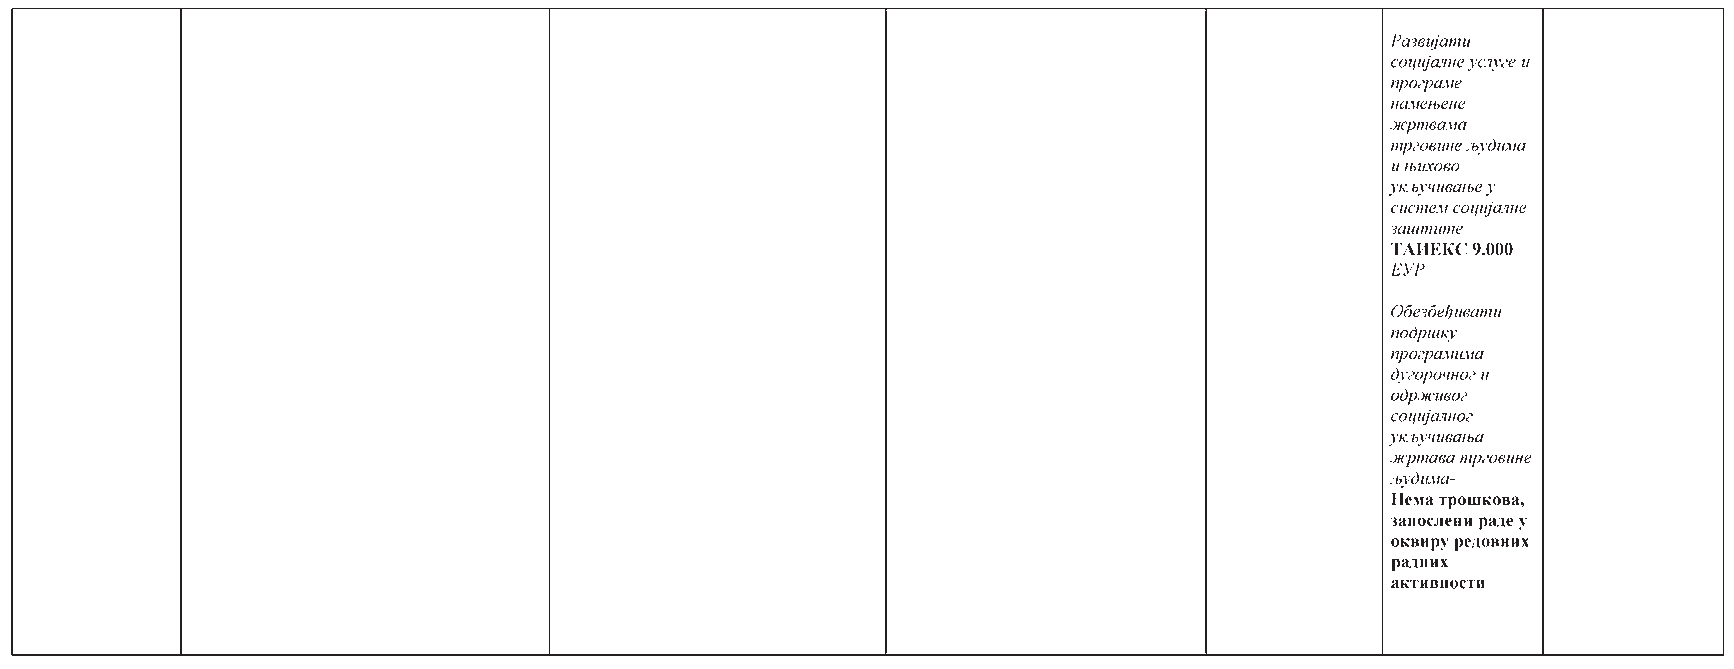 Развијати
социјалне услуге и
програме
намењене
жртвама
трговине људима
и њихово
укључивање у
систем социјалне
заштите
ТАИЕКС 9.000
ЕУР
Обезбеђивати
подршку
програмима
дугорочног и
одрживог
социјалног
укључивања
жртава трговине
људима-
Нема трошкова,
запослени раде у
оквиру редовних
радних
активности